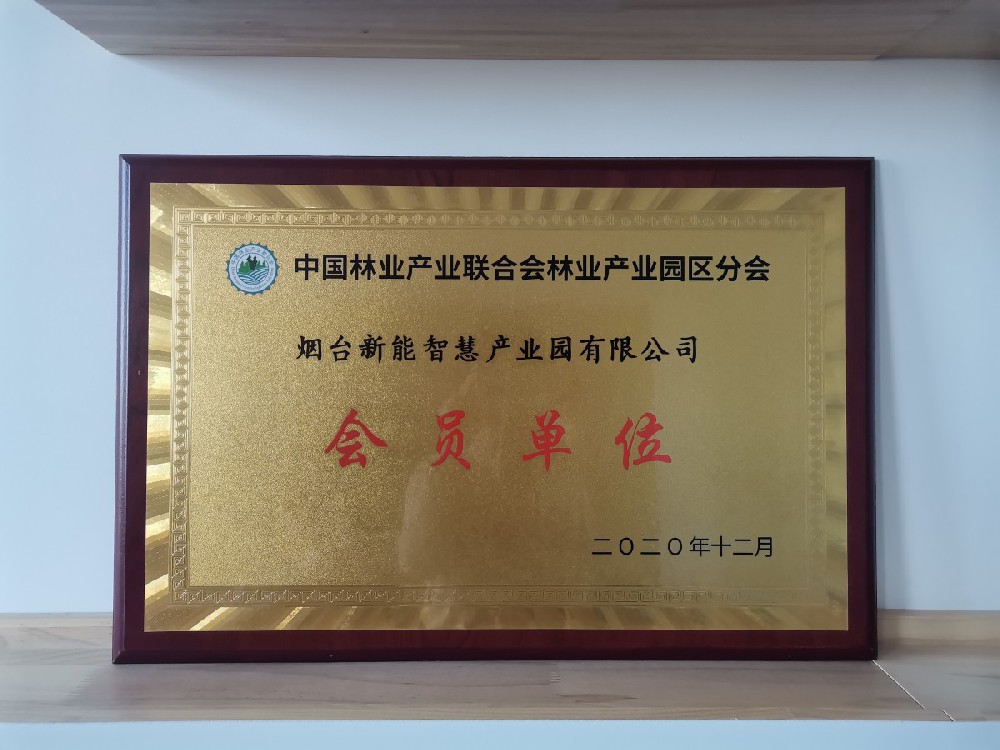 中国林业产业联合会林业产业园区分会
烟台新能智慧产业园有限公司
会员单位
二〇二〇年十二月